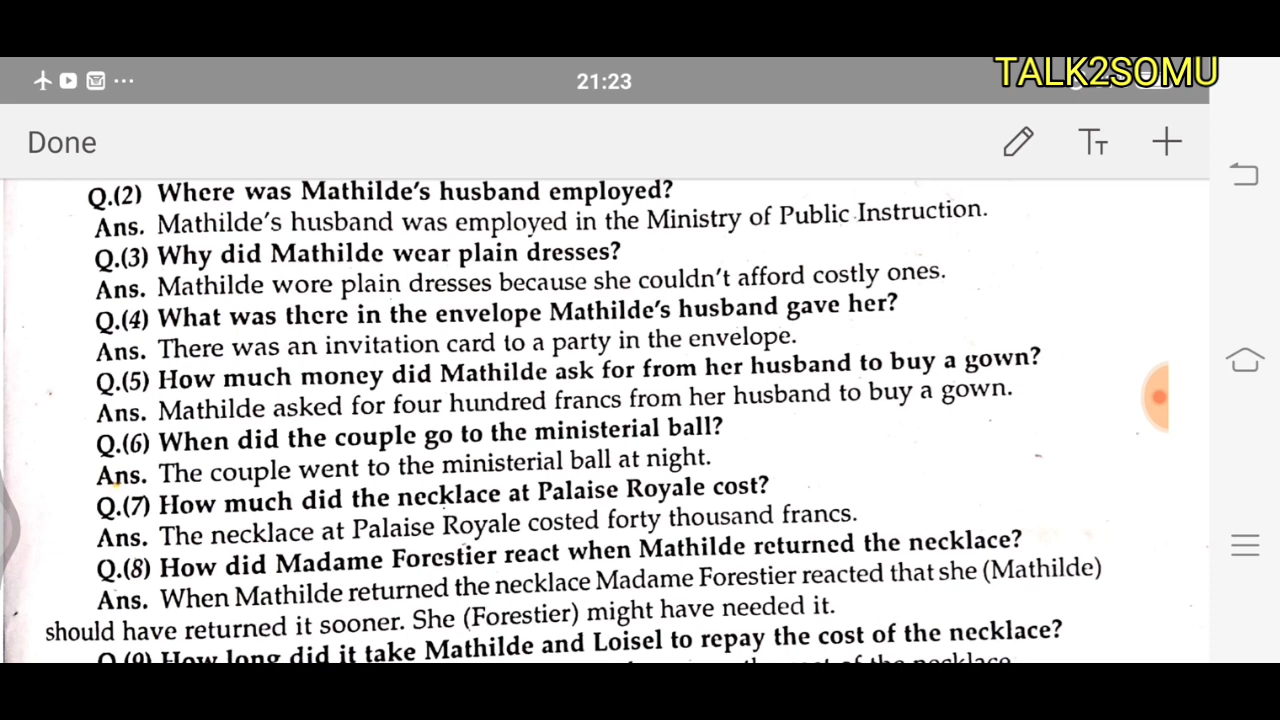 TALK2SOMU
21:23
Done
Q.(2) Where was Mathilde's husband employed?
Ans. Mathilde's husband was employed in the Ministry of Public Instruction.
Q.(3) Why did Mathilde wear plain dresses?
Ans. Mathilde wore plain dresses because she couldn't afford costly ones.
Q.(4) What was there in the envelope Mathilde's husband gave her?
Ans. There was an invitation card to a party in the envelope.
Q.(5) How much money did Mathilde ask for from her husband to buy a gown?
Ans. Mathilde asked for four hundred francs from her husband to buy a gown.
Q.(6) When did the couple go to the ministerial ball?
Ans. The couple went to the ministerial ball at night.
Q.(7) How much did the necklace at Palaise Royale cost?
Ans. The necklace at Palaise Royale costed forty thousand francs.
Q.(8) How did Madame Forestier react when Mathilde returned the necklace?
Ans. When Mathilde returned the necklace Madame Forestier reacted that she (Mathilde)
should have returned it sooner. She (Forestier) might have needed it.
Q.(9) How long did it take Mathilde and Loisel to repay the cost of the necklace?
of the necklace